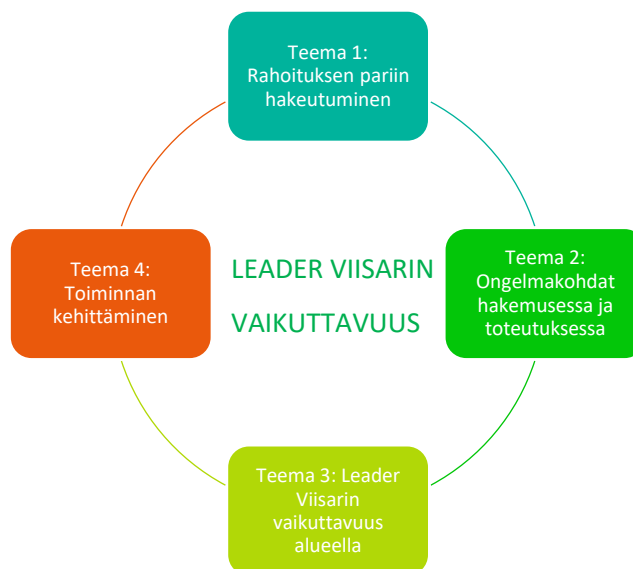 Teema 1:
Rahoituksen pariin
hakeutuminen
Teema 2:
Ongelmakohdat
hakemuksessa ja
toteutuksessa
Teema 3: Leader
Viisarin
vaikuttavuus
alueella
Teema 4:
Toiminnan
kehittäminen
LEADER VIISARIN
VAIKUTTAVUUS